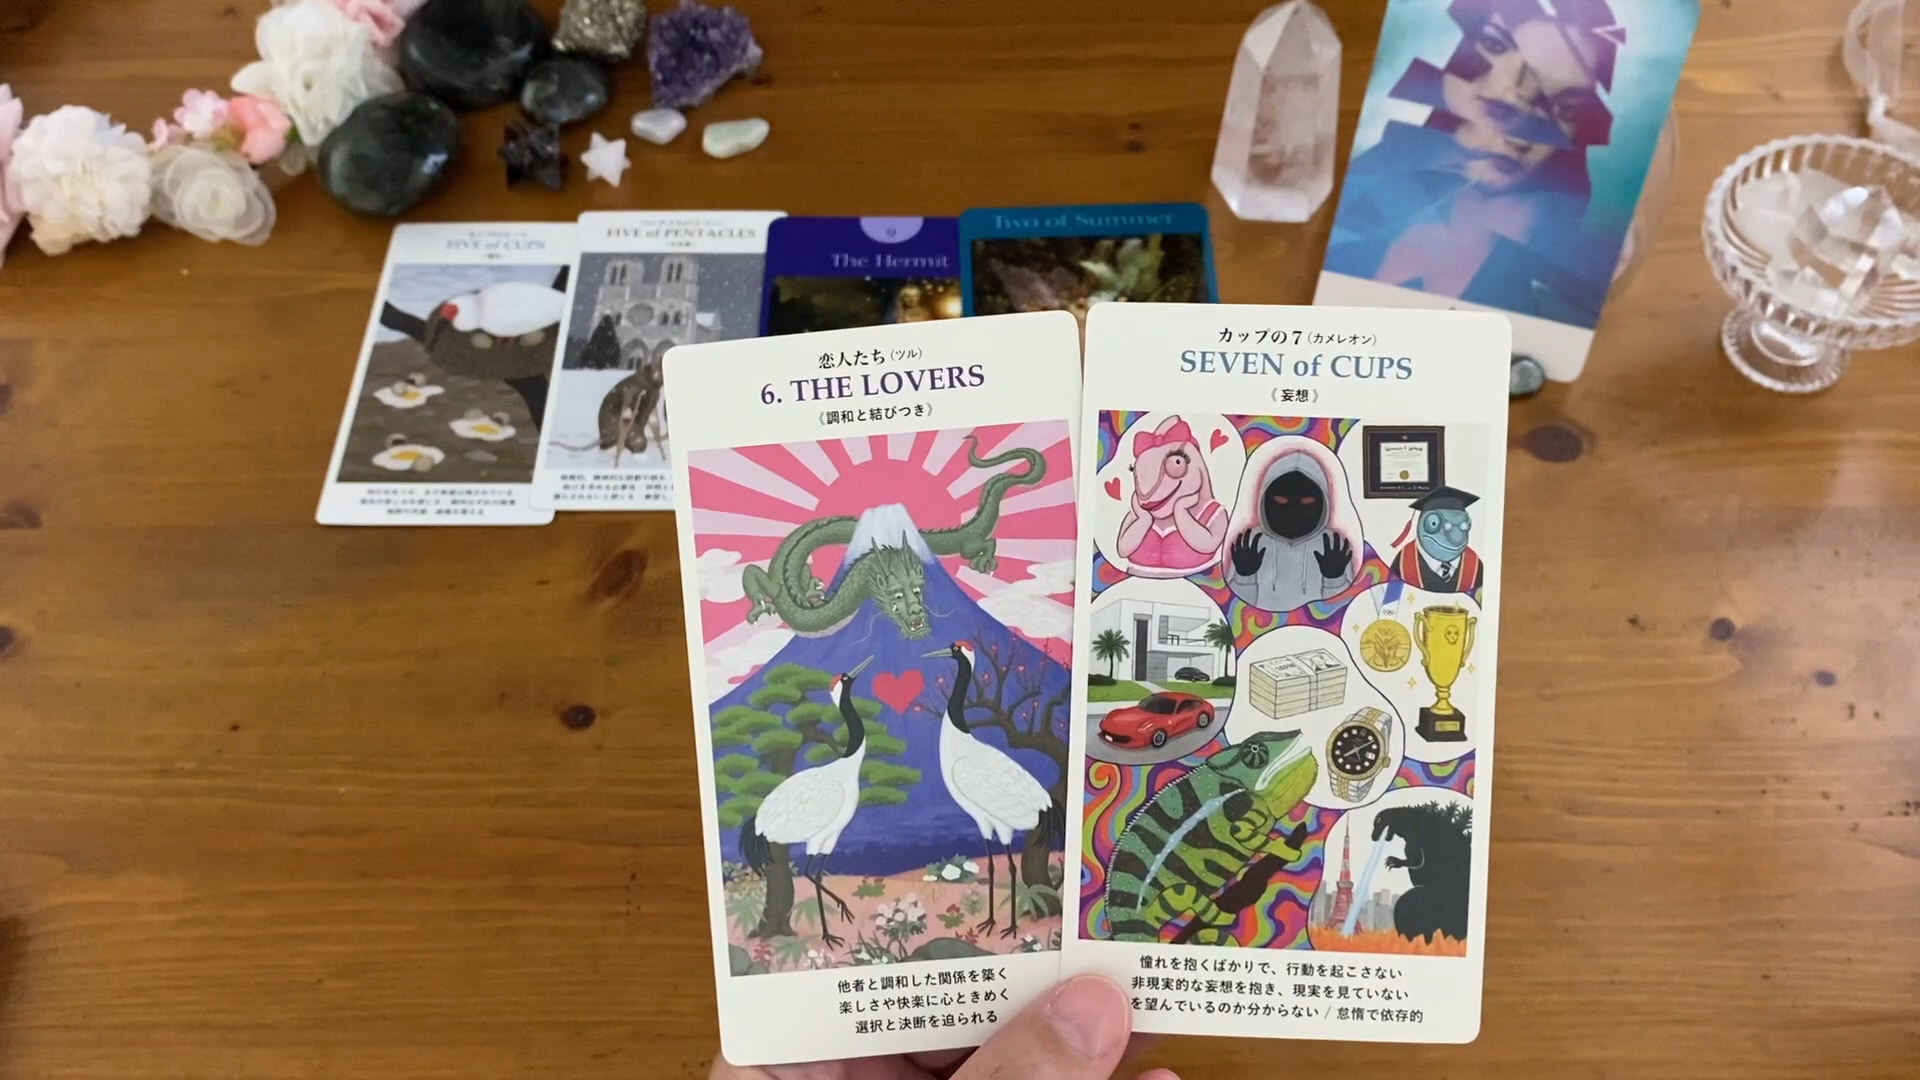 FIVE of CUPS
FIVE of PENTACLES
9
The Hermit
Two of Summer
恋人たち（ツル）
6. THE LOVERS
《調和と結びつき》
他者と調和した関係を築く
楽しさや快楽に心ときめく
選択と決断を迫られる
カップの7（カメレオン）
SEVEN of CUPS
《妄想》
憧れを抱くばかりで、行動を起こさない
非現実的な妄想を抱き、現実を見ていない
を望んでいるのか分からない / 怠惰で依存的